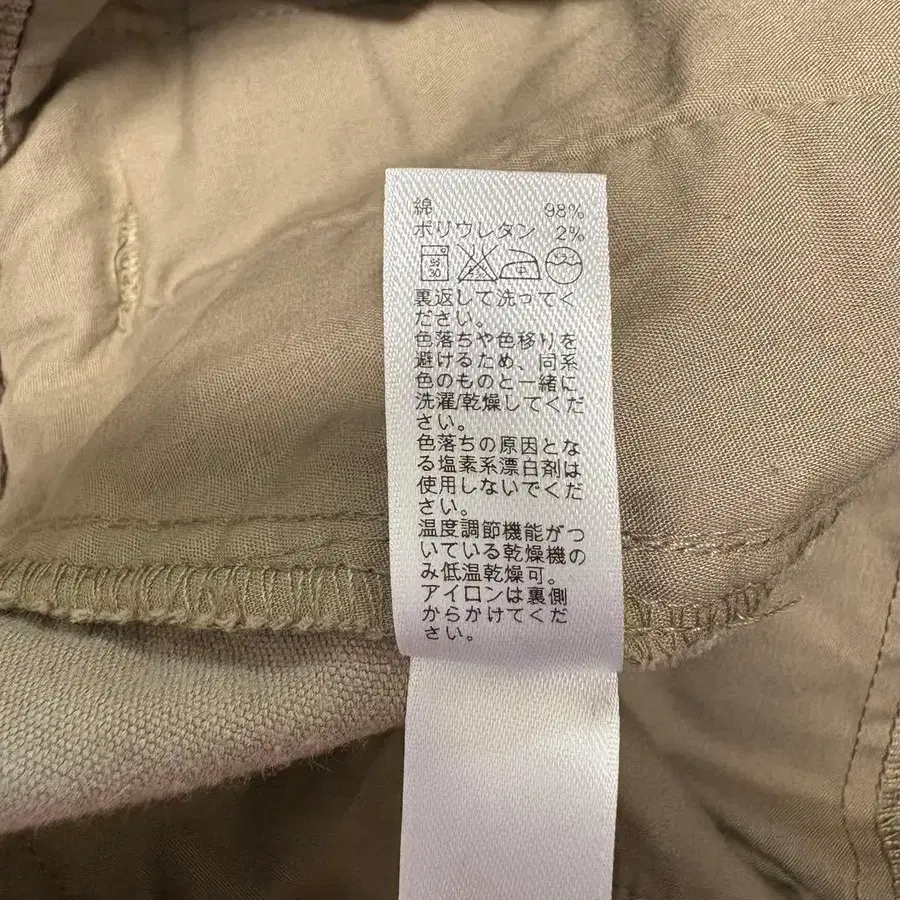 綿 98%
ポリウレタン 2%
30
中
裏返して洗ってく
ださい。
色落ちや色移りを
避けるため、同系
色のものと一緒に
洗濯/乾燥してくだ
さい。
色落ちの原因とな
る塩素系漂白剤は
使用しないでくだ
さい。
温度調節機能がつ
いている乾燥機の
み低温乾燥可。
アイロンは裏側
からかけてくだ
さい。